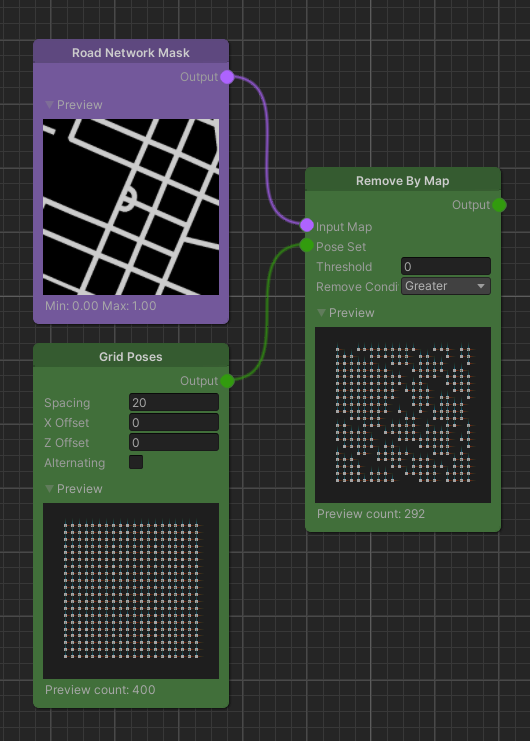 Road Network Mask
Output
Preview
Min: 0.00 Max: 1.00
Remove By Map
Output
Input Map
Pose Set
Threshold 0
Remove Condi Greater
Preview
Preview count: 292
Grid Poses
Output
Spacing 20
X Offset 0
Z Offset 0
Alternating
Preview
Preview count: 400